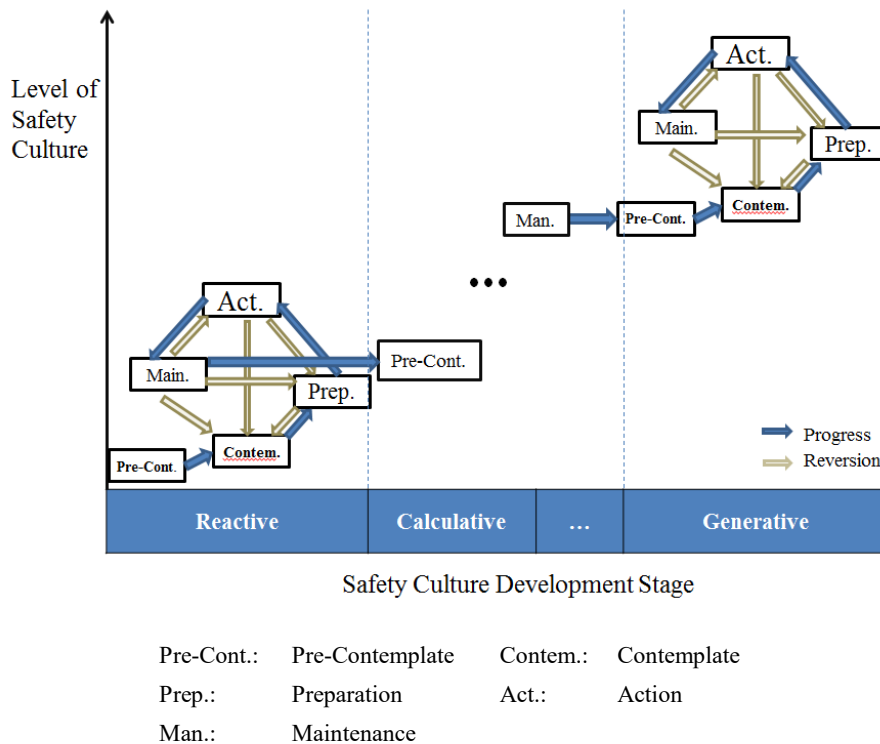 Level of
Safety
Culture
Act.
Main.
Prep.
Contem.
Man.
Pre-Cont.
•••
Act.
Main.
Pre-Cont.
Prep.
Contem.
Pre-Cont.
Progress
Reversion
Reactive
Calculative
...
Generative
Safety Culture Development Stage
Pre-Cont.: Pre-Contemplate Contem.: Contemplate
Prep.: Preparation Act.: Action
Man.: Maintenance